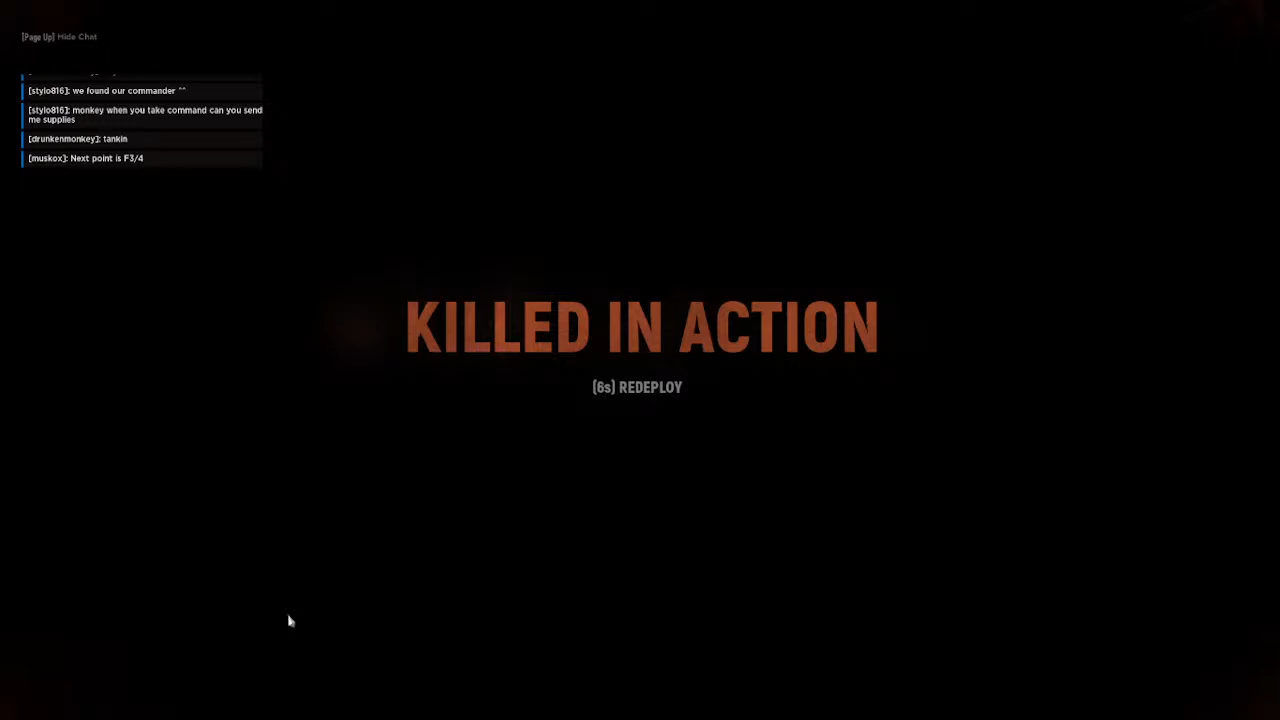 [Page Up] Hide Chat
[stylo816]: we found our commander ^^
[stylo816]: monkey when you take command can you send
me supplies
[drunkenmonkey]: tankin
[muskox]: Next point is F3/4
KILLED IN ACTION
(6s) REDEPLOY